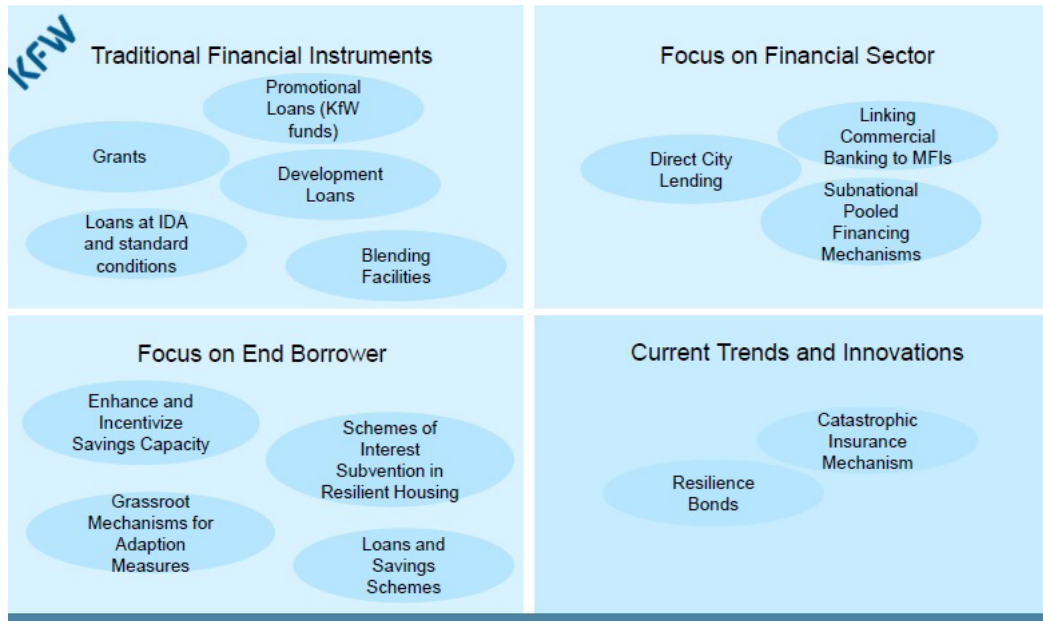 KFW
Traditional Financial Instruments
Promotional
Loans (KfW
funds)
Grants
Development
Loans
Loans at IDA
and standard
conditions
Blending
Facilities
Focus on Financial Sector
Linking
Commercial
Banking to MFIs
Direct City
Lending
Subnational
Pooled
Financing
Mechanisms
Focus on End Borrower
Enhance and
Incentivize
Savings Capacity
Schemes of
Interest
Subvention in
Resilient Housing
Grassroot
Mechanisms for
Adaption
Measures
Loans and
Savings
Schemes
Current Trends and Innovations
Catastrophic
Insurance
Mechanism
Resilience
Bonds